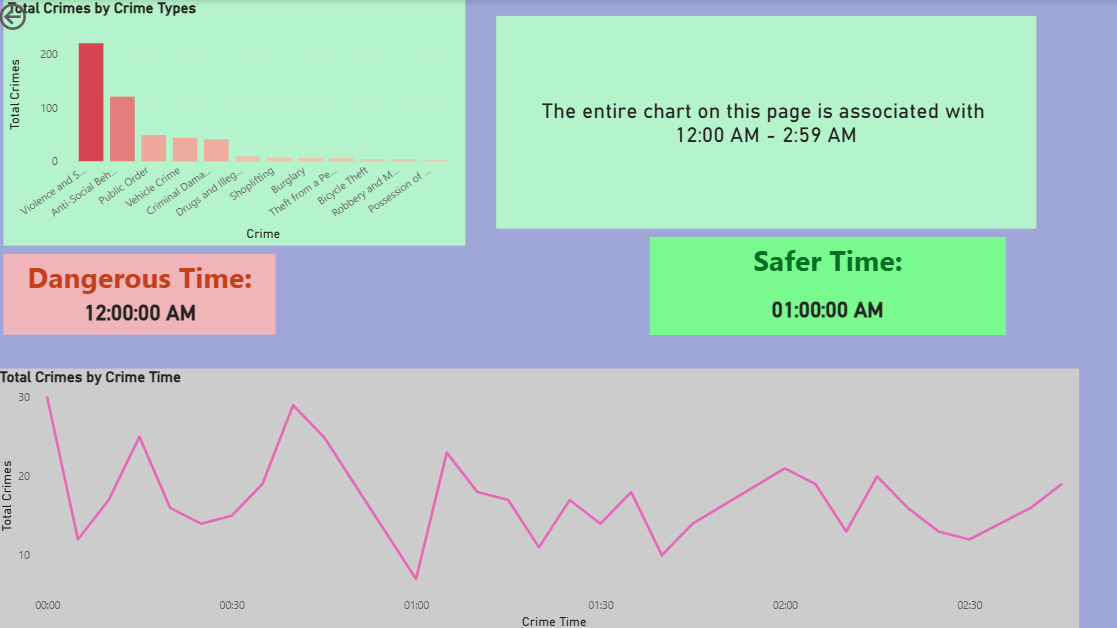 Total Crimes by Crime Types
Total Crimes
200
100
0
Violence and S...
Anti-Social Beh...
Public Order
Vehicle Crime
Criminal Dama...
Drugs and Illeg...
Shoplifting
Burglary
Theft from a Pe...
Bicycle Theft
Robbery and M...
Possession of ...
Crime
The entire chart on this page is associated with
12:00 AM - 2:59 AM
Dangerous Time:
12:00:00 AM
Safer Time:
01:00:00 AM
Total Crimes by Crime Time
Total Crimes
30
20
10
00:00
00:30
01:00
01:30
02:00
02:30
Crime Time